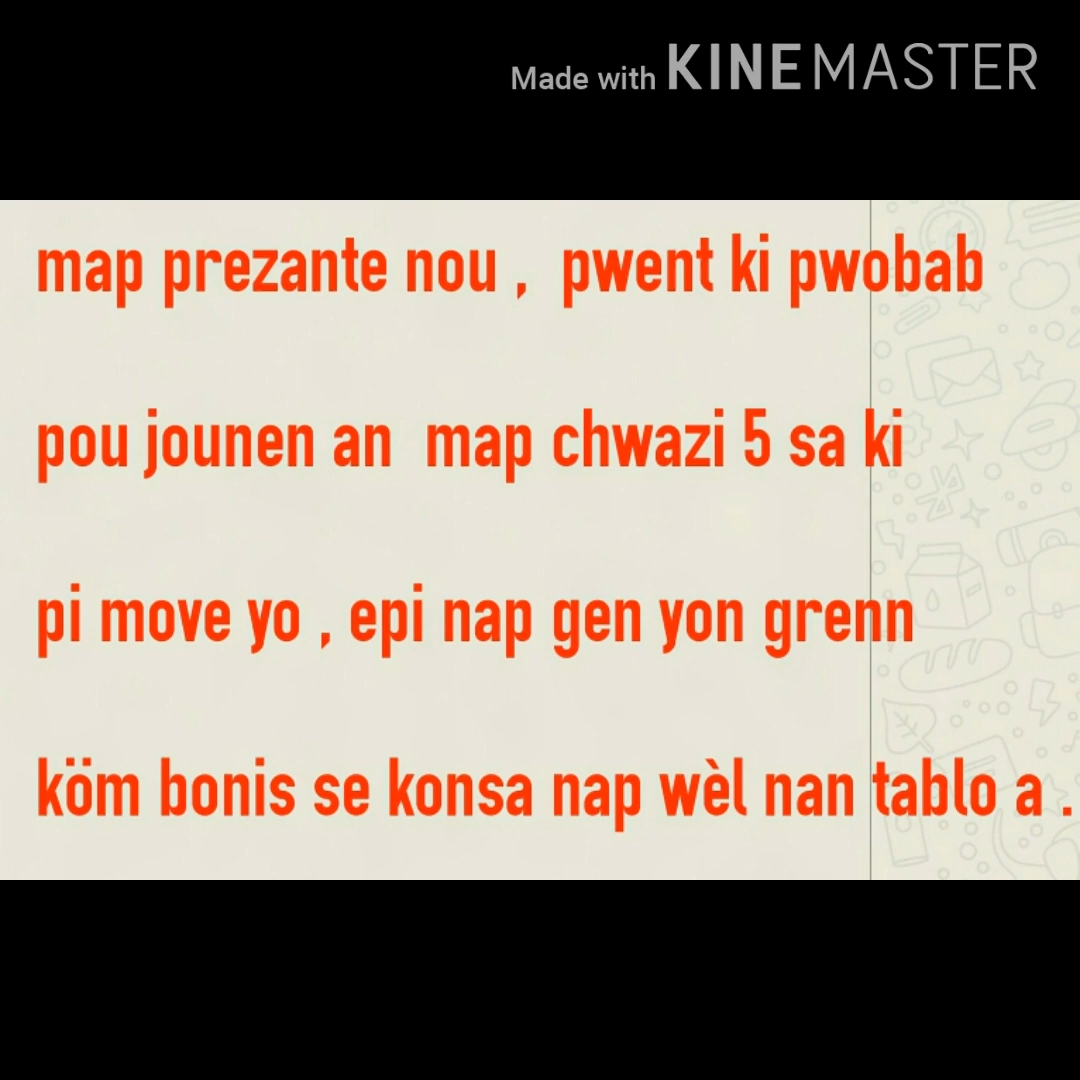 Made with KINEMASTER
map prezante nou , pwent ki pwobab
pou jounen an map chwazi 5 sa ki
pi move yo , epi nap gen yon grenn
köm bonis se konsa nap wèl nan tablo a .